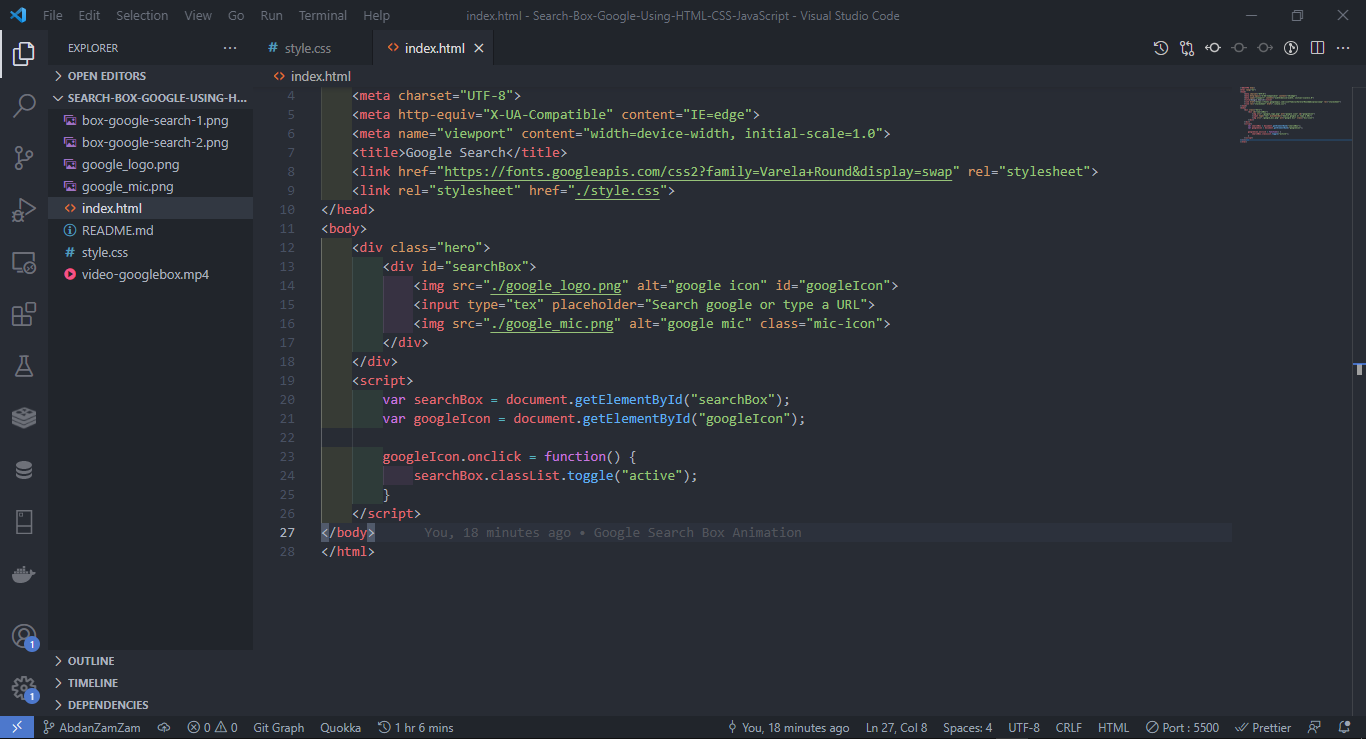 File Edit Selection View Go Run Terminal Help index.html - Search-Box-Google-Using-HTML-CSS-JavaScript - Visual Studio Code
EXPLORER
OPEN EDITORS
SEARCH-BOX-GOOGLE-USING-H...
box-google-search-1.png
box-google-search-2.png
google_logo.png
google_mic.png
index.html
README.md
style.css
video-googlebox.mp4
OUTLINE
TIMELINE
DEPENDENCIES
style.css index.html
index.html
4 <meta charset="UTF-8">
5 <meta http-equiv="X-UA-Compatible" content="IE=edge">
6 <meta name="viewport" content="width=device-width, initial-scale=1.0">
7 <title>Google Search</title>
8 <link href="https://fonts.googleapis.com/css2?family=Varela+Round&display=swap" rel="stylesheet">
9 <link rel="stylesheet" href="./style.css">
10 </head>
11 <body>
12 <div class="hero">
13 <div id="searchBox">
14 <img src="./google_logo.png" alt="google icon" id="googleIcon">
15 <input type="tex" placeholder="Search google or type a URL">
16 <img src="./google_mic.png" alt="google mic" class="mic-icon">
17 </div>
18 </div>
19 <script>
20 var searchBox = document.getElementById("searchBox");
21 var googleIcon = document.getElementById("googleIcon");
22
23 googleIcon.onclick = function() {
24 searchBox.classList.toggle("active");
25 }
26 </script>
27 </body> You, 18 minutes ago • Google Search Box Animation
28 </html>
1
1
AbdanZamZam 0 0 Git Graph Quokka 1 hr 6 mins You, 18 minutes ago Ln 27, Col 8 Spaces: 4 UTF-8 CRLF HTML Port : 5500 Prettier